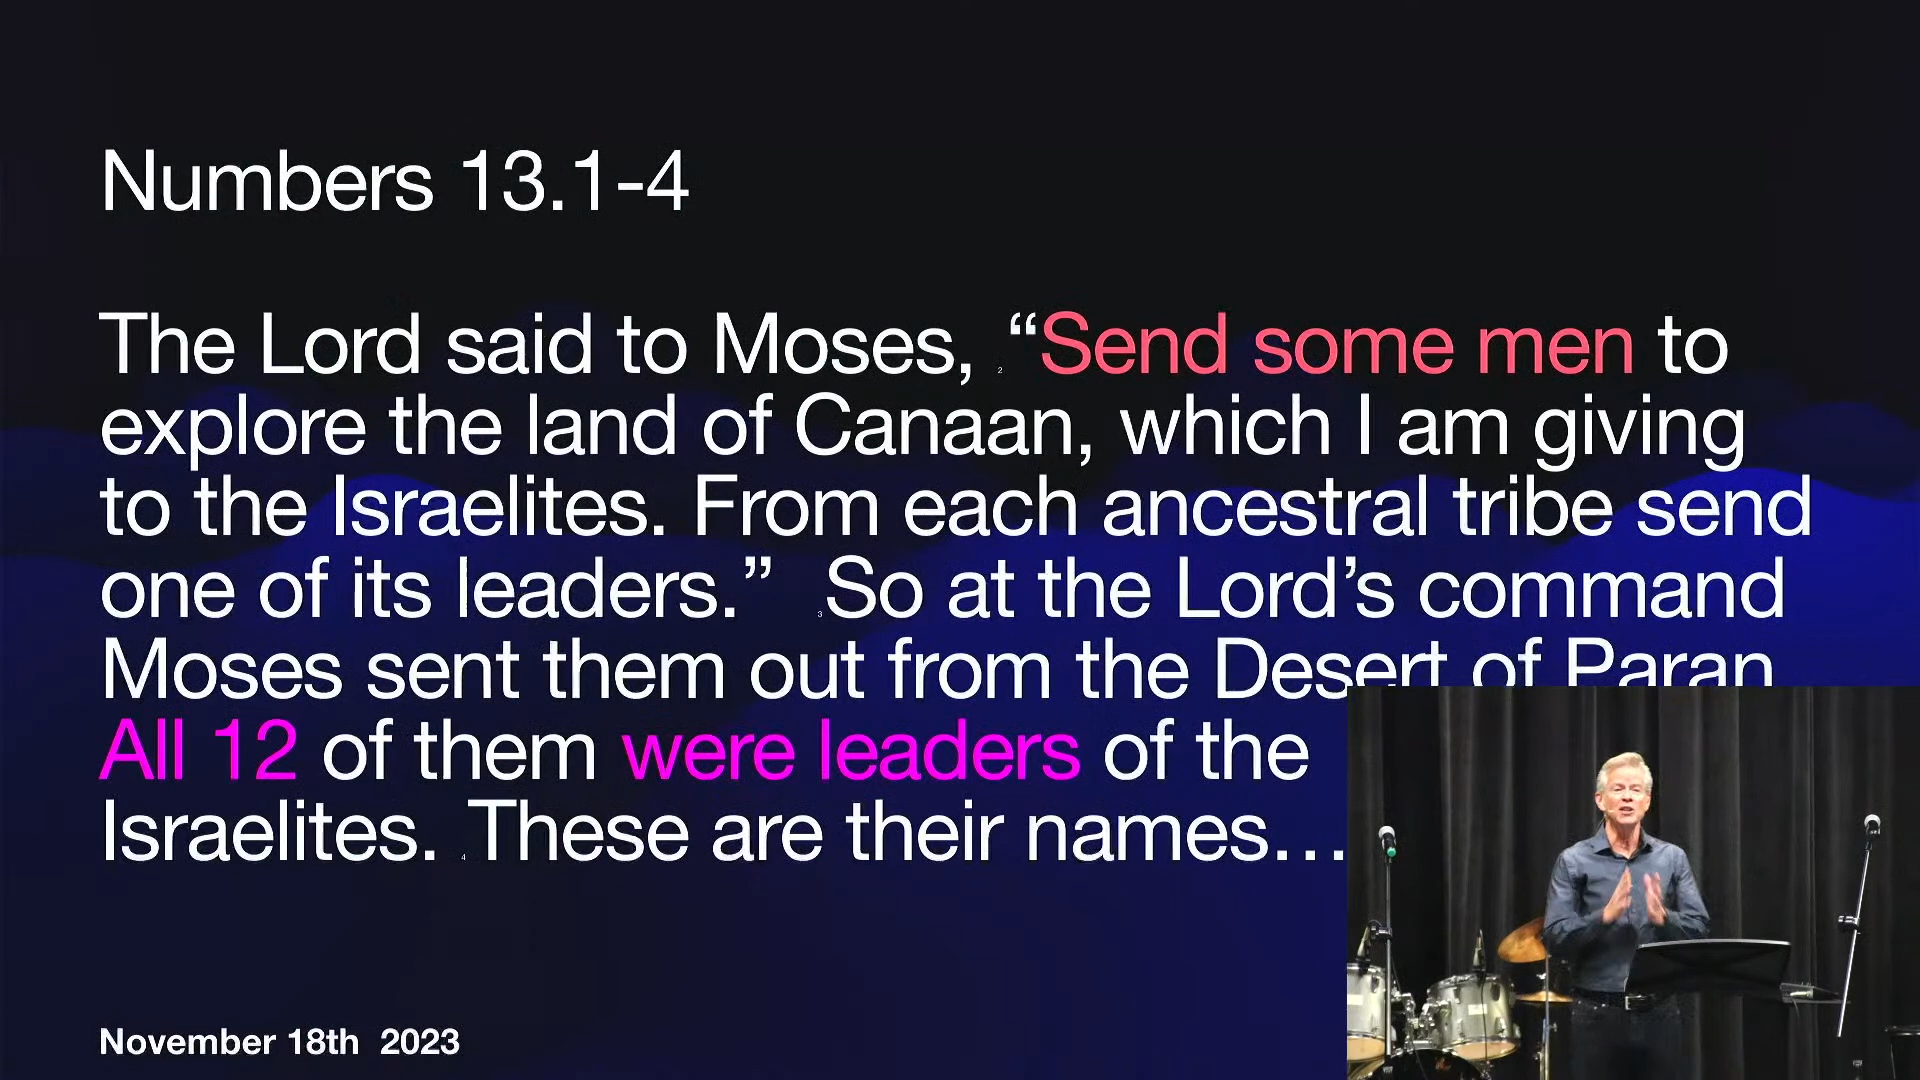 Numbers 13.1-4
The Lord said to Moses, 2 “Send some men to
explore the land of Canaan, which I am giving
to the Israelites. From each ancestral tribe send
one of its leaders.” 3 So at the Lord’s command
Moses sent them out from the Desert of Paran
All 12 of them were leaders of the
Israelites. 4 These are their names…
November 18th 2023